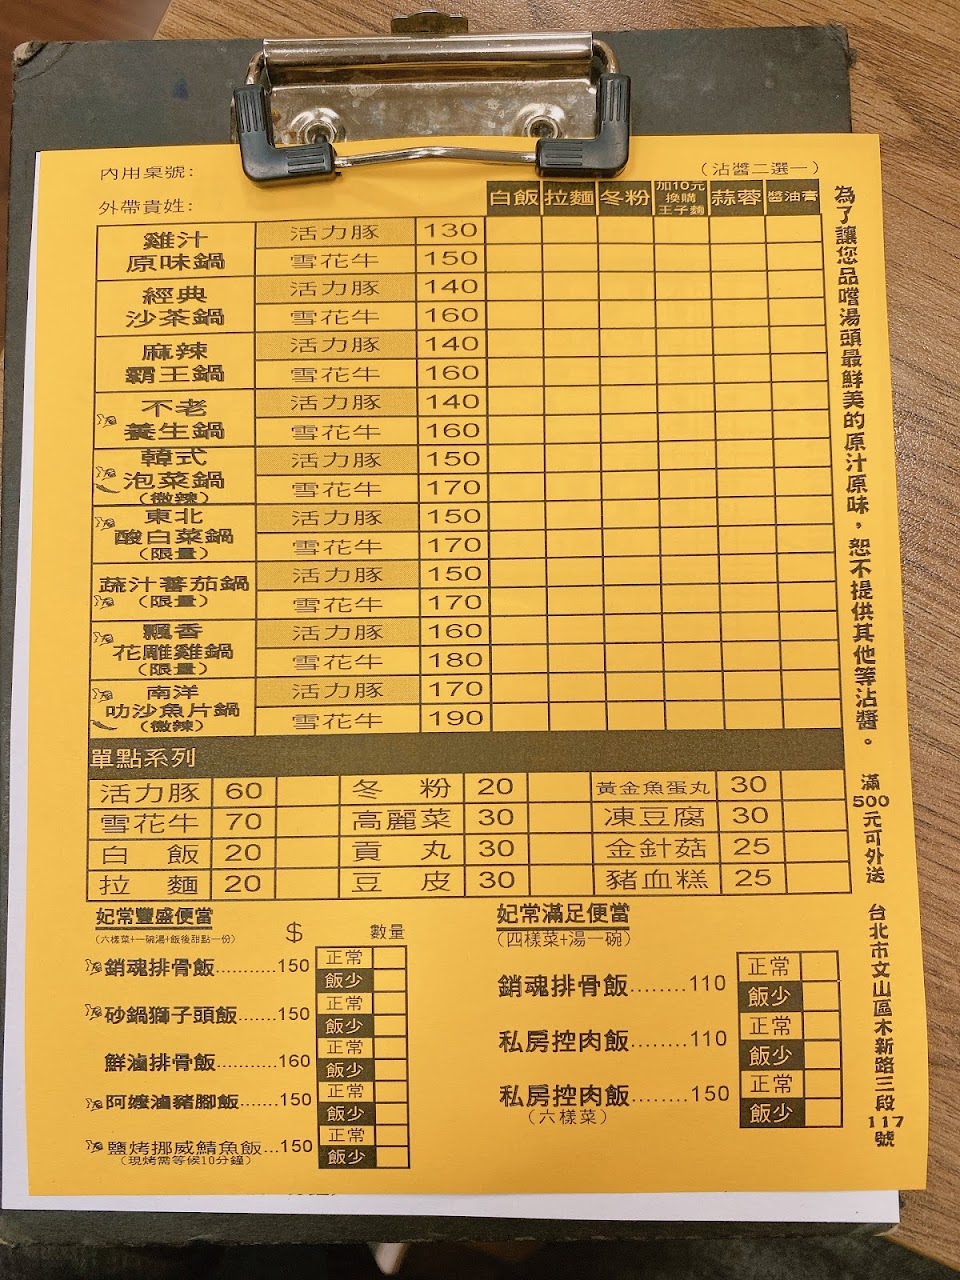 內用桌號：
（沾醬二選一）
外帶貴姓：
白飯 拉麵 冬粉 加10元換購王子麵 蒜蓉 醬油膏
雞汁
原味鍋
活力豚 130
雪花牛 150
經典
沙茶鍋
活力豚 140
雪花牛 160
麻辣
霸王鍋
活力豚 140
雪花牛 160
不老
養生鍋
活力豚 140
雪花牛 160
韓式
泡菜鍋
（微辣）
活力豚 150
雪花牛 170
東北
酸白菜鍋
（限量）
活力豚 150
雪花牛 170
蔬汁蕃茄鍋
（限量）
活力豚 150
雪花牛 170
飄香
花雕雞鍋
（限量）
活力豚 160
雪花牛 180
南洋
叻沙魚片鍋
（微辣）
活力豚 170
雪花牛 190
單點系列
活力豚 60 冬粉 20 黃金魚蛋丸 30
雪花牛 70 高麗菜 30 凍豆腐 30
白飯 20 貢丸 30 金針菇 25
拉麵 20 豆皮 30 豬血糕 25
妃常豐盛便當
（六樣菜+一碗湯+飯後甜點一份）
$ 數量
銷魂排骨飯..........150 正常
飯少
砂鍋獅子頭飯.......150 正常
飯少
鮮滷排骨飯...........160 正常
飯少
阿嬤滷豬腳飯.......150 正常
飯少
鹽烤挪威鯖魚飯...150 正常
（現烤需等候10分鐘） 飯少
妃常滿足便當
（四樣菜+湯一碗）
銷魂排骨飯........110 正常
飯少
私房控肉飯........110 正常
飯少
私房控肉飯........150 正常
（六樣菜） 飯少
為了讓您品嚐湯頭最鮮美的原汁原味，恕不提供其他等沾醬。
滿500元可外送
台北市文山區木新路三段117號